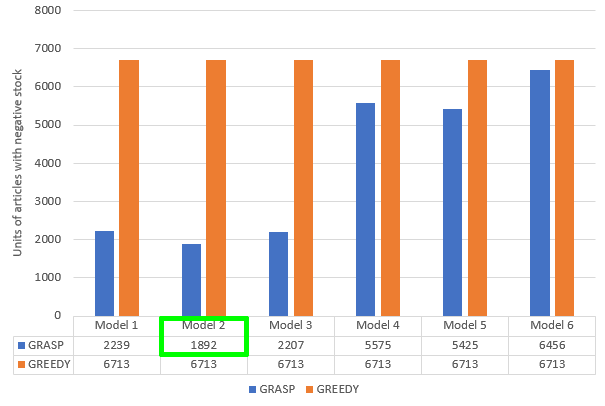 8000
7000
6000
5000
4000
3000
2000
1000
0
Units of articles with negative stock
Model 1 Model 2 Model 3 Model 4 Model 5 Model 6
GRASP 2239 1892 2207 5575 5425 6456
GREEDY 6713 6713 6713 6713 6713 6713
GRASP GREEDY